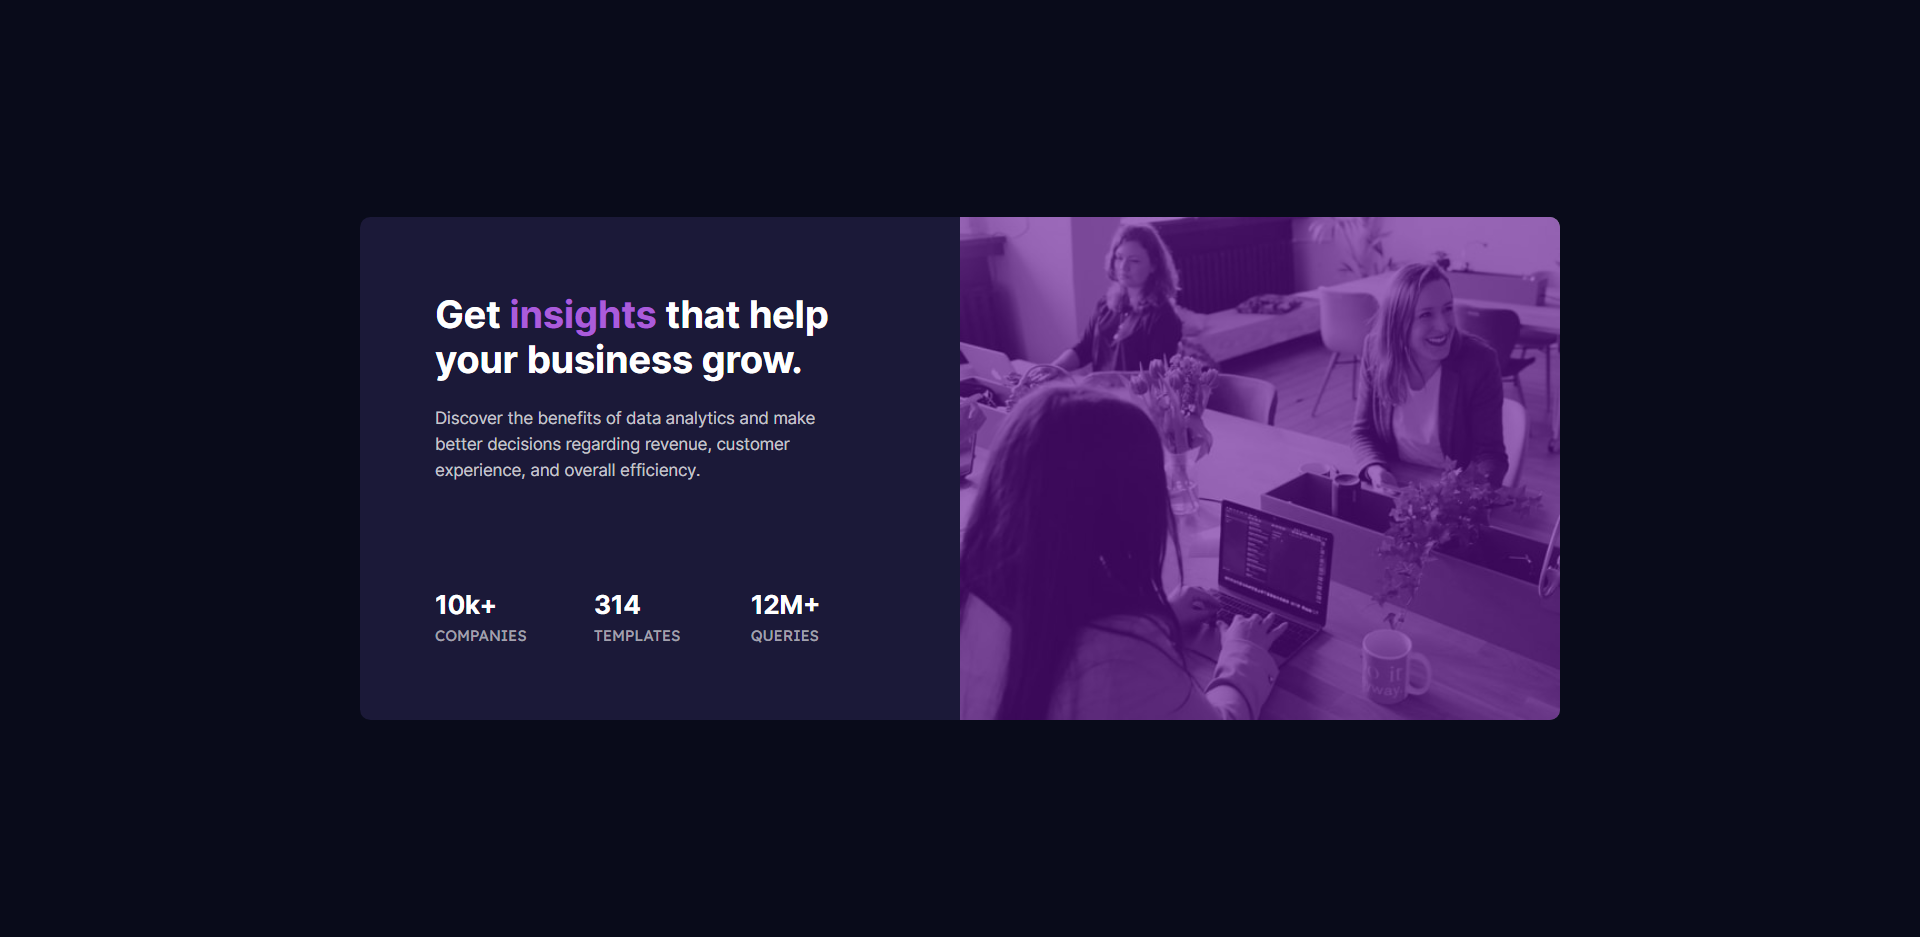 Get insights that help
your business grow.
Discover the benefits of data analytics and make
better decisions regarding revenue, customer
experience, and overall efficiency.
10k+ 314 12M+
COMPANIES TEMPLATES QUERIES